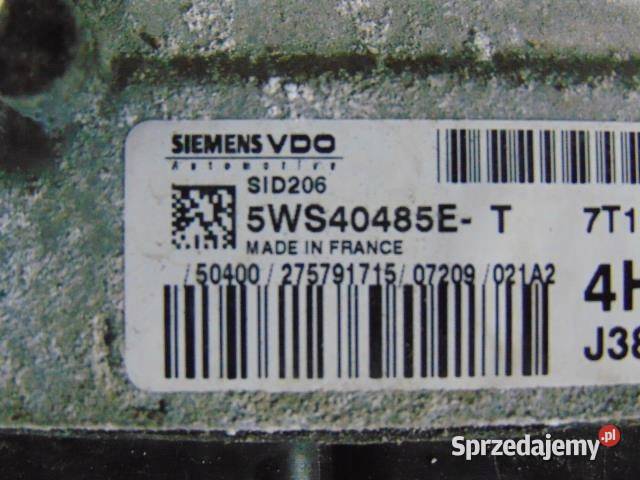 SIEMENS VDO
Automotive
SID206
5WS40485E- T 7T1
MADE IN FRANCE
/50400/275791715/07209/021A2
4H
J38
Sprzedajemy.pl